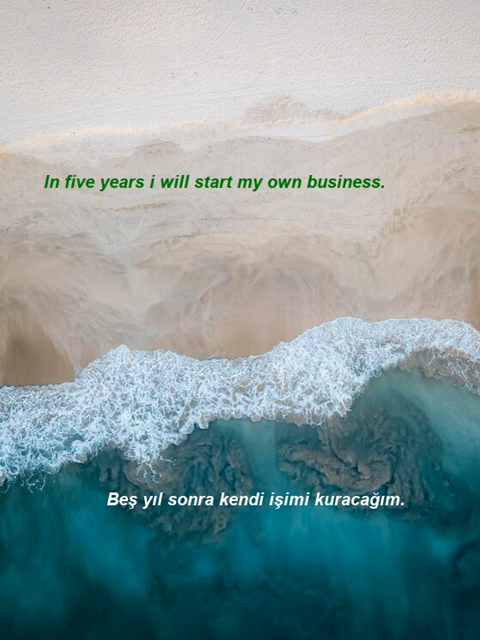 In five years i will start my own business.
Beş yıl sonra kendi işimi kuracağım.